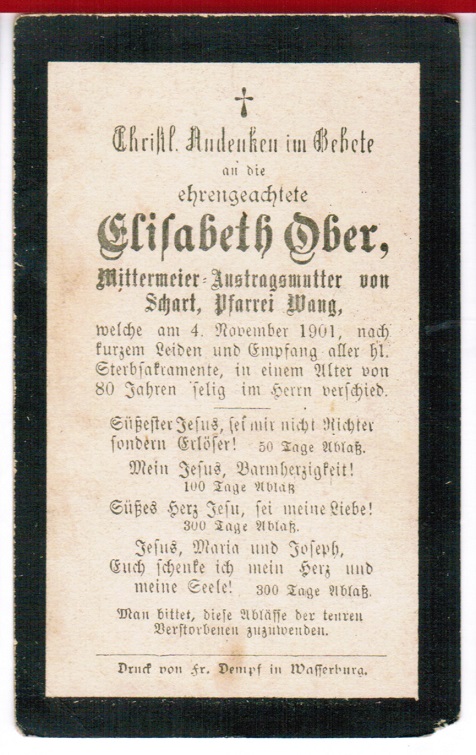 Christl. Andenken im Gebete
an die
ehrengeachtete
Elisabeth Ober,
Mittermeier-Austragsmutter von
Schart, Pfarrei Wang,
welche am 4. November 1901, nach
kurzem Leiden und Empfang aller hl.
Sterbsakramente, in einem Alter von
80 Jahren selig im Herrn verschied.
Süßester Jesus, sei mir nicht Richter
sondern Erlöser! 50 Tage Ablaß.
Mein Jesus, Barmherzigkeit!
100 Tage Ablaß
Süßes Herz Jesu, sei meine Liebe!
300 Tage Ablaß.
Jesus, Maria und Joseph,
Euch schenke ich mein Herz und
meine Seele! 300 Tage Ablaß.
Man bittet, diese Ablässe der teuren
Verstorbenen zuzuwenden.
Druck von Fr. Dempf in Wasserburg.